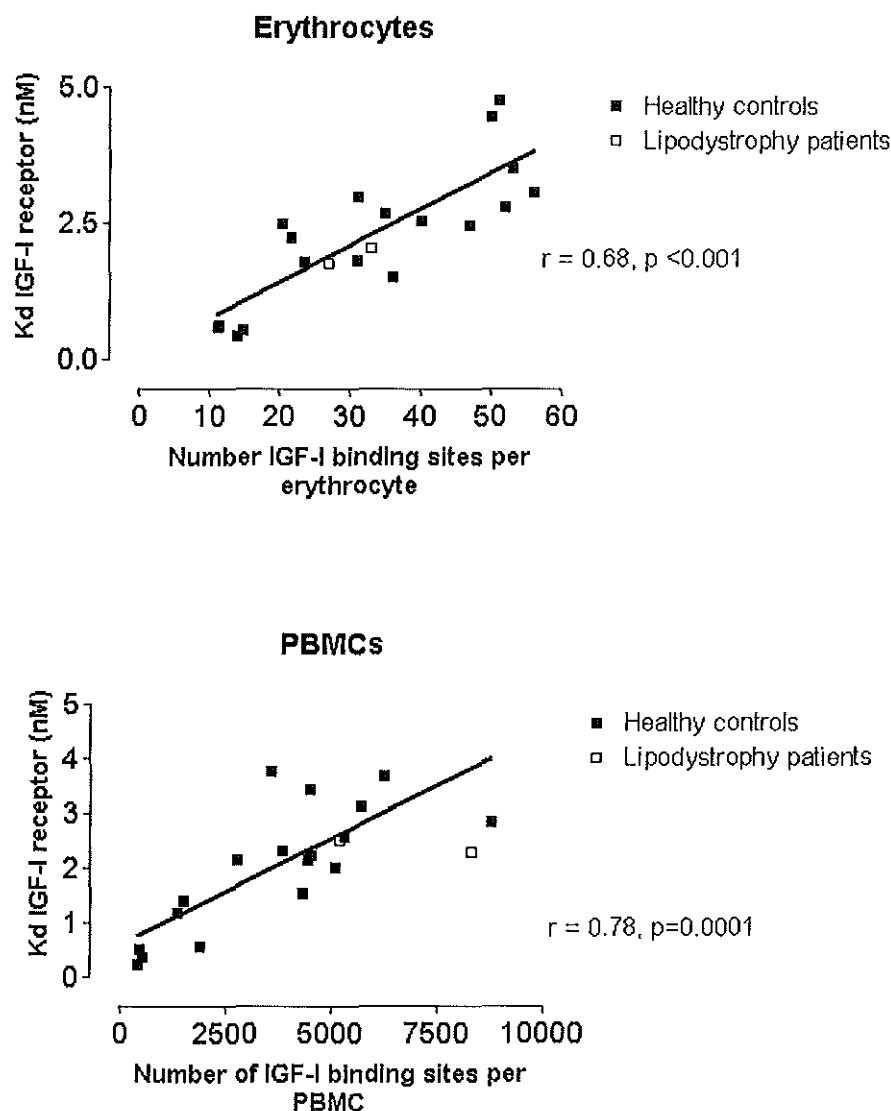 Erythrocytes
Kd IGF-I receptor (nM)
5.0
2.5
0.0
Healthy controls
Lipodystrophy patients
r = 0.68, p <0.001
0 10 20 30 40 50 60
Number IGF-I binding sites per
erythrocyte
PBMCs
Kd IGF-I receptor (nM)
5
4
3
2
1
0
Healthy controls
Lipodystrophy patients
r = 0.78, p=0.0001
0 2500 5000 7500 10000
Number of IGF-I binding sites per
PBMC